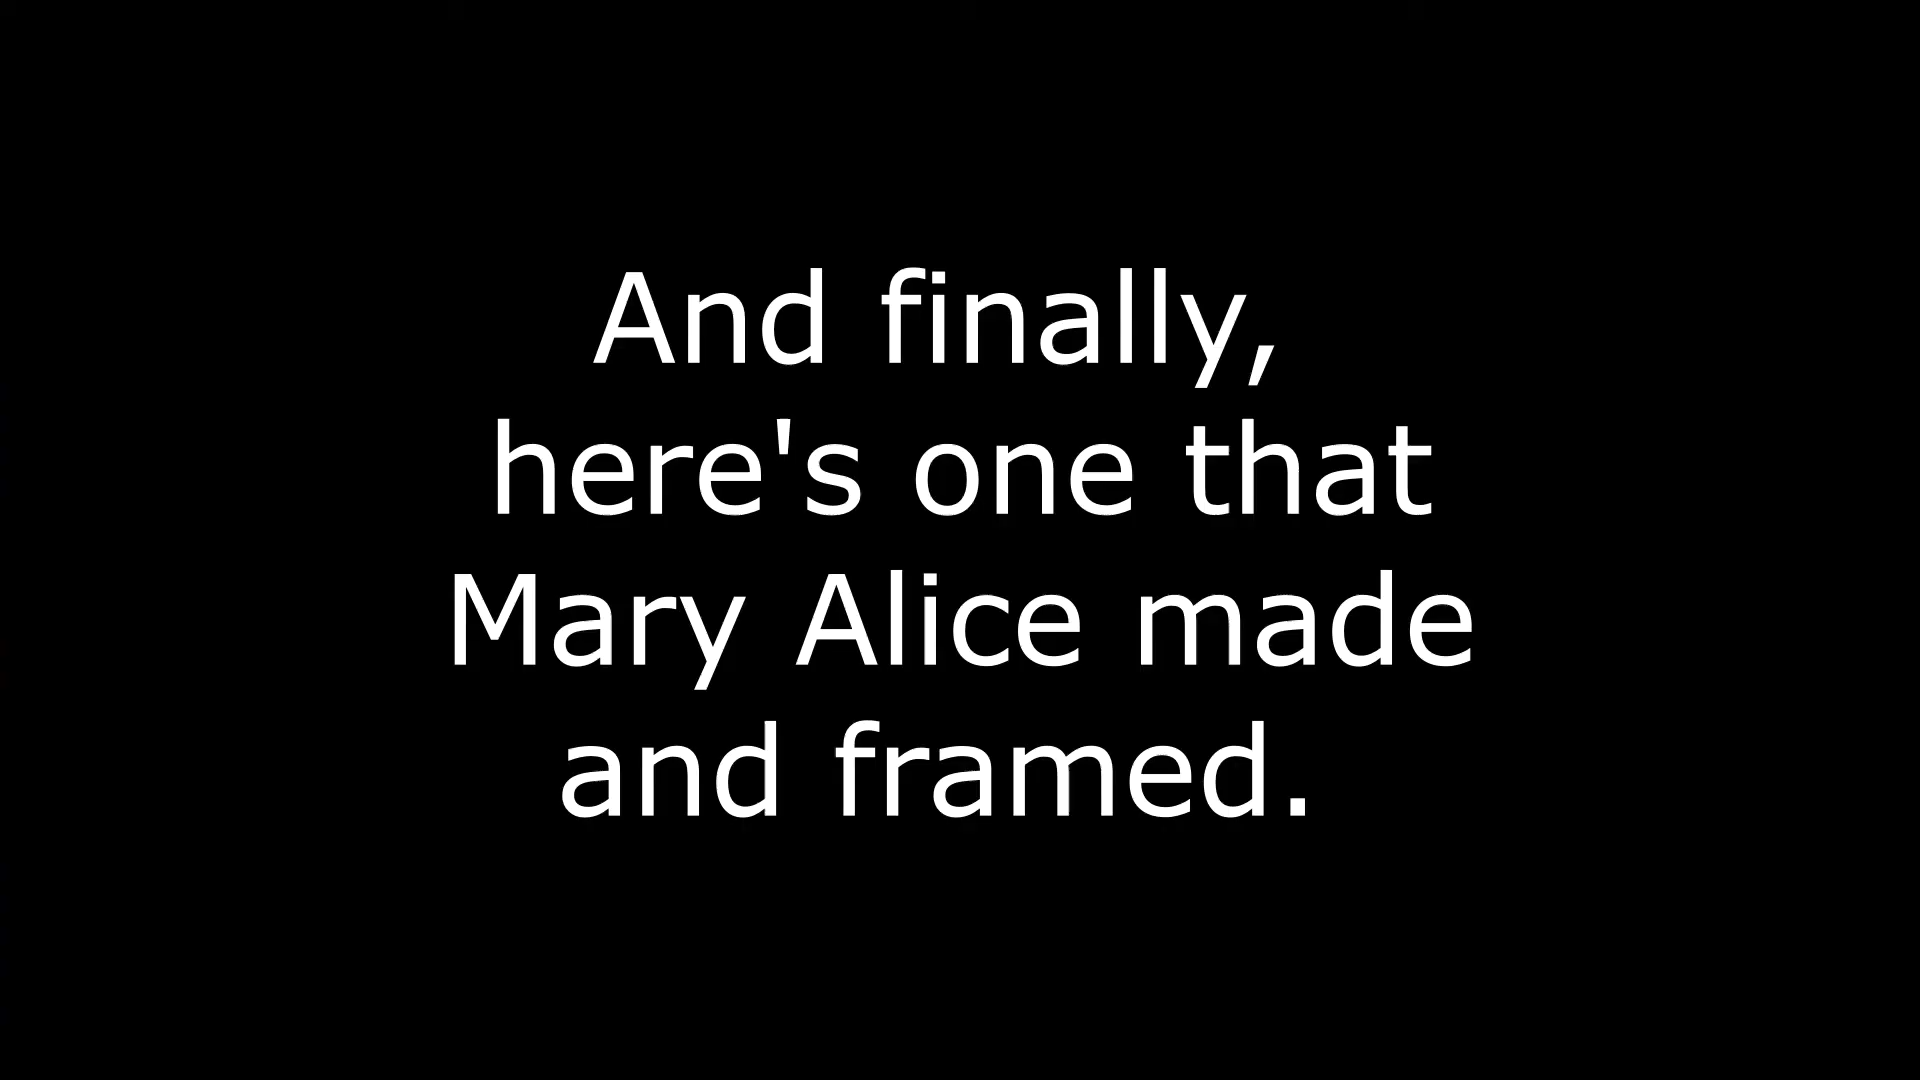 And finally,
here's one that
Mary Alice made
and framed.